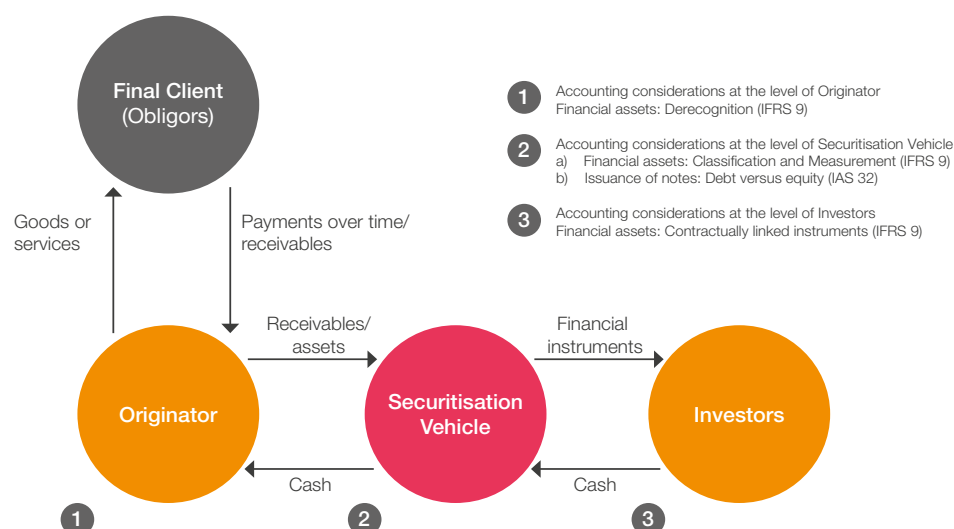 Final Client
(Obligors)
1
Accounting considerations at the level of Originator
Financial assets: Derecognition (IFRS 9)
2
Accounting considerations at the level of Securitisation Vehicle
a) Financial assets: Classification and Measurement (IFRS 9)
b) Issuance of notes: Debt versus equity (IAS 32)
3
Accounting considerations at the level of Investors
Financial assets: Contractually linked instruments (IFRS 9)
Goods or
services
Payments over time/
receivables
Receivables/
assets
Financial
instruments
Originator
Securitisation
Vehicle
Investors
Cash
Cash
1
2
3